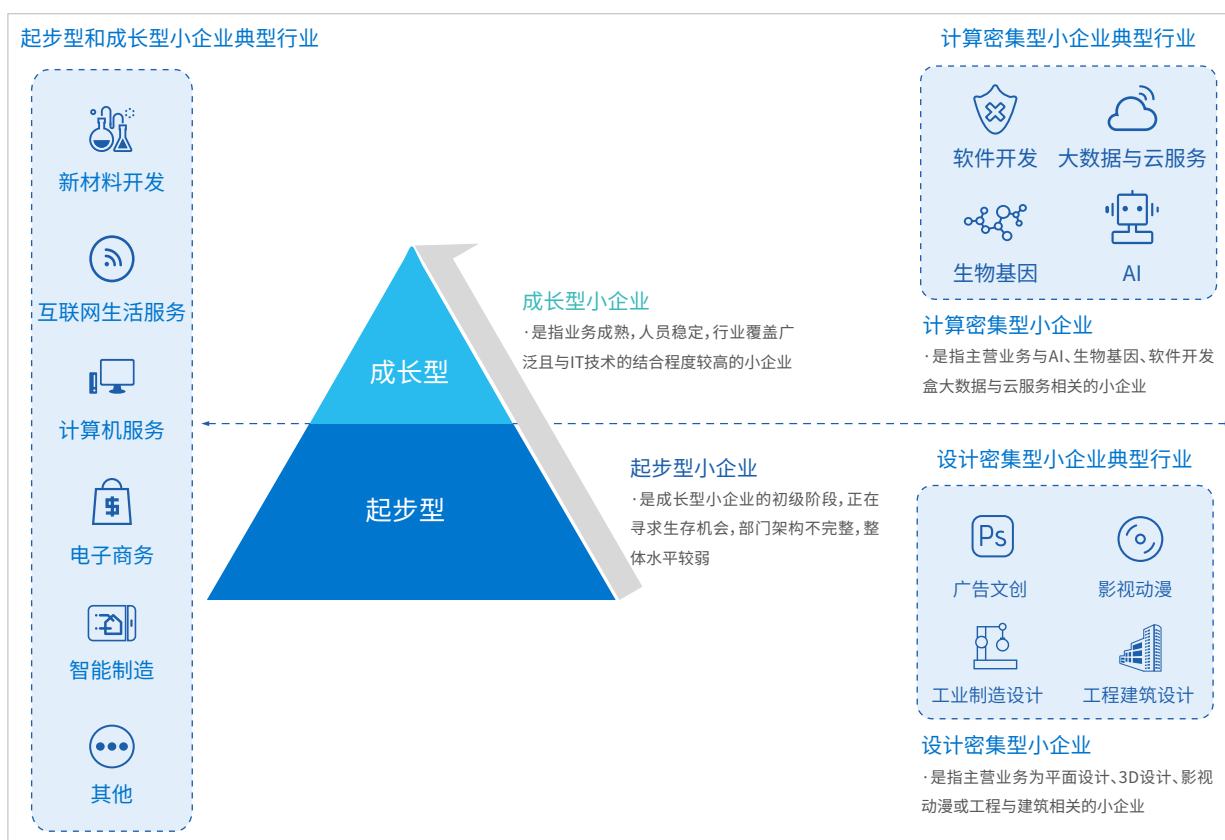 起步型和成长型小企业典型行业
新材料开发
互联网生活服务
计算机服务
电子商务
智能制造
其他
成长型
起步型
成长型小企业
·是指业务成熟,人员稳定,行业覆盖广
泛且与IT技术的结合程度较高的小企业
起步型小企业
·是成长型小企业的初级阶段,正在
寻求生存机会,部门架构不完整,整
体水平较弱
计算密集型小企业典型行业
软件开发
大数据与云服务
生物基因
AI
计算密集型小企业
·是指主营业务与AI、生物基因、软件开发
盒大数据与云服务相关的小企业
设计密集型小企业典型行业
Ps
广告文创
影视动漫
工业制造设计
工程建筑设计
设计密集型小企业
·是指主营业务为平面设计、3D设计、影视
动漫或工程与建筑相关的小企业